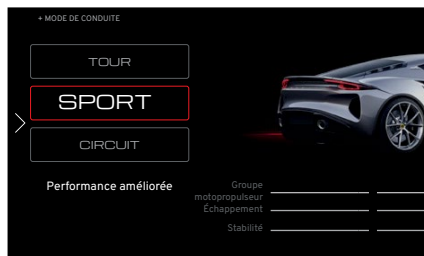 + MODE DE CONDUITE
TOUR
SPORT
CIRCUIT
Performance améliorée
Groupe
motopropulseur
Échappement
Stabilité